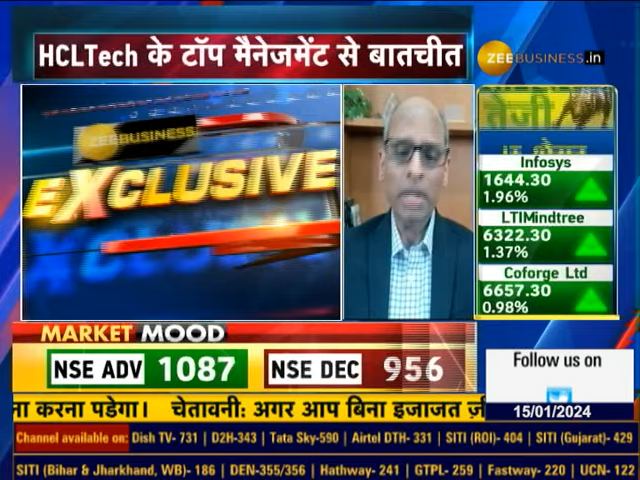 HCLTech के टॉप मैनेजमेंट से बातचीत
ZEEBUSINESS.in
तेजी
ZEEBUSINESS
EXCLUSIVE
Infosys
1644.30
1.96%
LTIMindtree
6322.30
1.37%
Coforge Ltd
6657.30
0.98%
MARKET MOOD
NSE ADV 1087 NSE DEC 956
Follow us on
15/01/2024
ना करना पडेगा। चेतावनी: अगर आप बिना इजाजत
Channel available on: Dish TV- 731 | D2H-343 | Tata Sky-590 | Airtel DTH- 331 | SITI (ROI)- 404 | SITI (Gujarat)- 429
SITI (Bihar & Jharkhand, WB)- 186 | DEN-355/356 | Hathway- 241 | GTPL- 259 | Fastway- 220 | UCN- 122